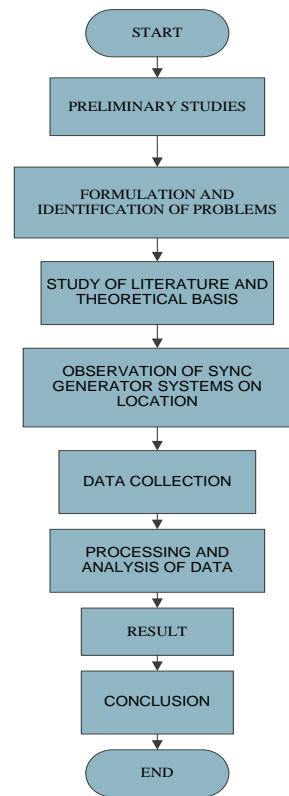 START
PRELIMINARY STUDIES
FORMULATION AND
IDENTIFICATION OF PROBLEMS
STUDY OF LITERATURE AND
THEORETICAL BASIS
OBSERVATION OF SYNC
GENERATOR SYSTEMS ON
LOCATION
DATA COLLECTION
PROCESSING AND
ANALYSIS OF DATA
RESULT
CONCLUSION
END